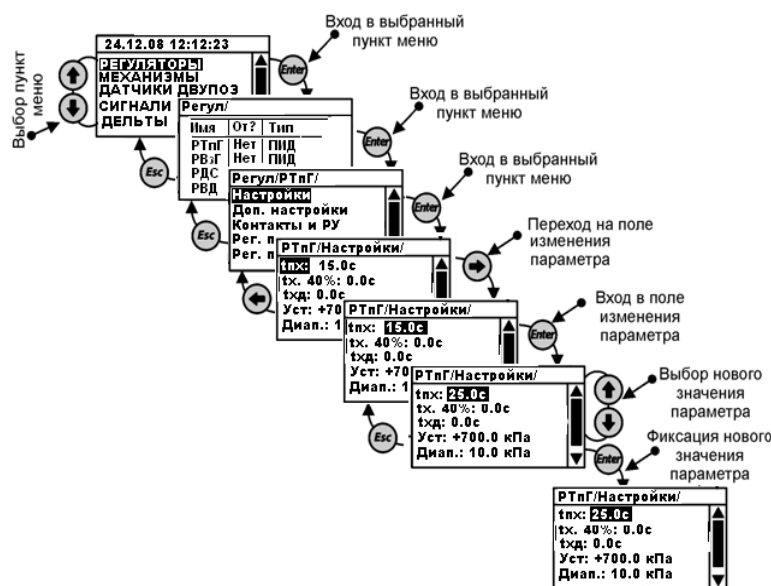 24.12.08 12:12:23
РЕГУЛЯТОРЫ
МЕХАНИЗМЫ
ДАТЧИКИ ДВУПОЗ
СИГНАЛИ
ДЕЛЬТЫ
Выбор пункт
меню
Enter
Вход в выбранный
пункт меню
Esc
Регул/
Имя От? Тип
РТпГ Нет ПИД
РВзГ Нет ПИД
РДС
РВД
Enter
Вход в выбранный
пункт меню
Esc
Регул/РТпГ/
Настройки
Доп. настройки
Контакты и РУ
Рег. п
Рег. п
Enter
Вход в выбранный
пункт меню
РТпГ/Настройки/
tпх: 15.0с
tх. 40%: 0.0с
tхд: 0.0с
Уст: +70
Диап.: 1
Переход на поле
изменения
параметра
РТпГ/Настройки/
tпх: 15.0с
tх. 40%: 0.0с
tхд: 0.0с
Уст: +70
Диап.: 1
Enter
Вход в поле
изменения
параметра
Esc
РТпГ/Настройки/
tпх: 25.0с
tх. 40%: 0.0с
tхд: 0.0с
Уст: +700.0 кПа
Диап.: 10.0 кПа
Выбор нового
значения
параметра
Enter
Фиксация нового
значения
параметра
РТпГ/Настройки/
tпх: 25.0с
tх. 40%: 0.0с
tхд: 0.0с
Уст: +700.0 кПа
Диап.: 10.0 кПа